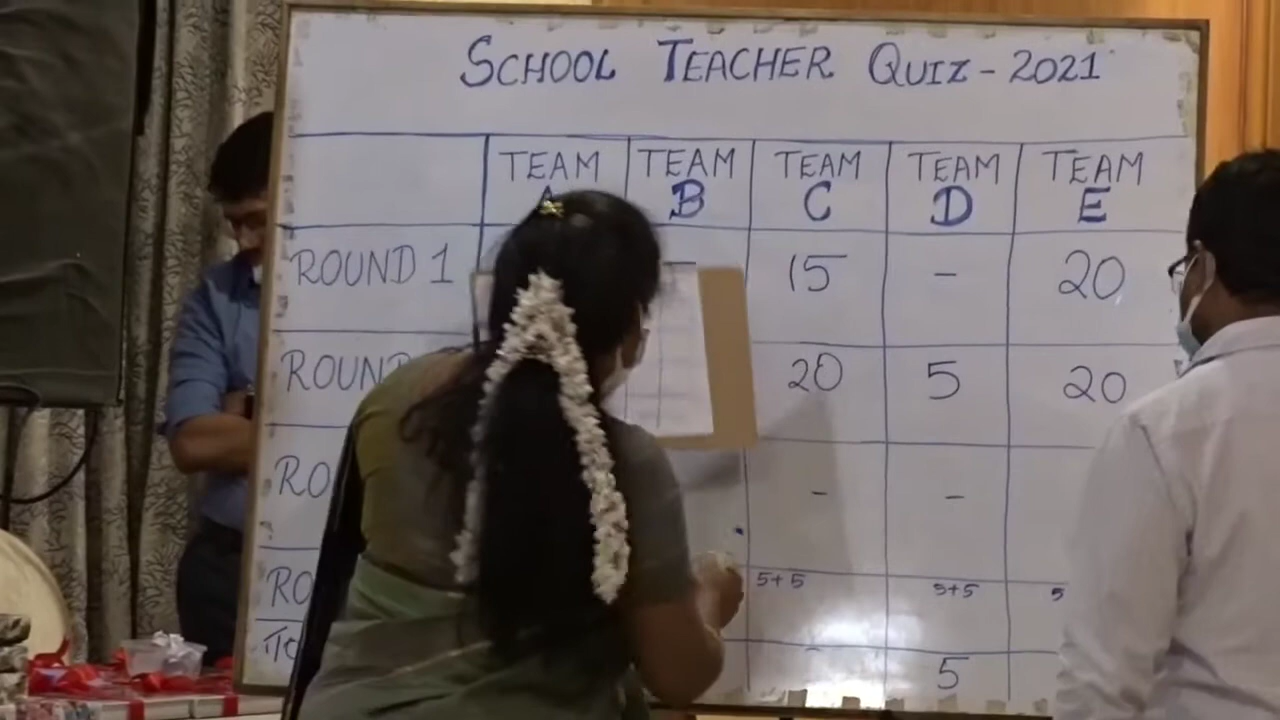 SCHOOL TEACHER QUIZ - 2021
TEAM TEAM TEAM TEAM TEAM
B C D E
ROUND 1 15 - 20
20 5 20
- -
5+5 5+5 5
5